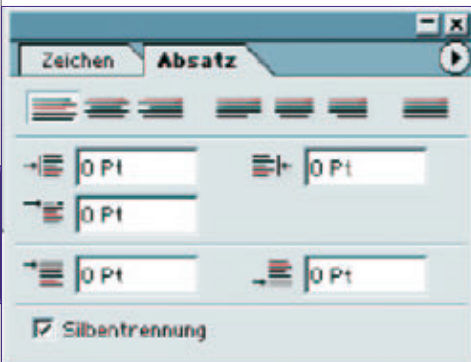 Zeichen Absatz
0 Pt 0 Pt
0 Pt
0 Pt 0 Pt
Silbentrennung